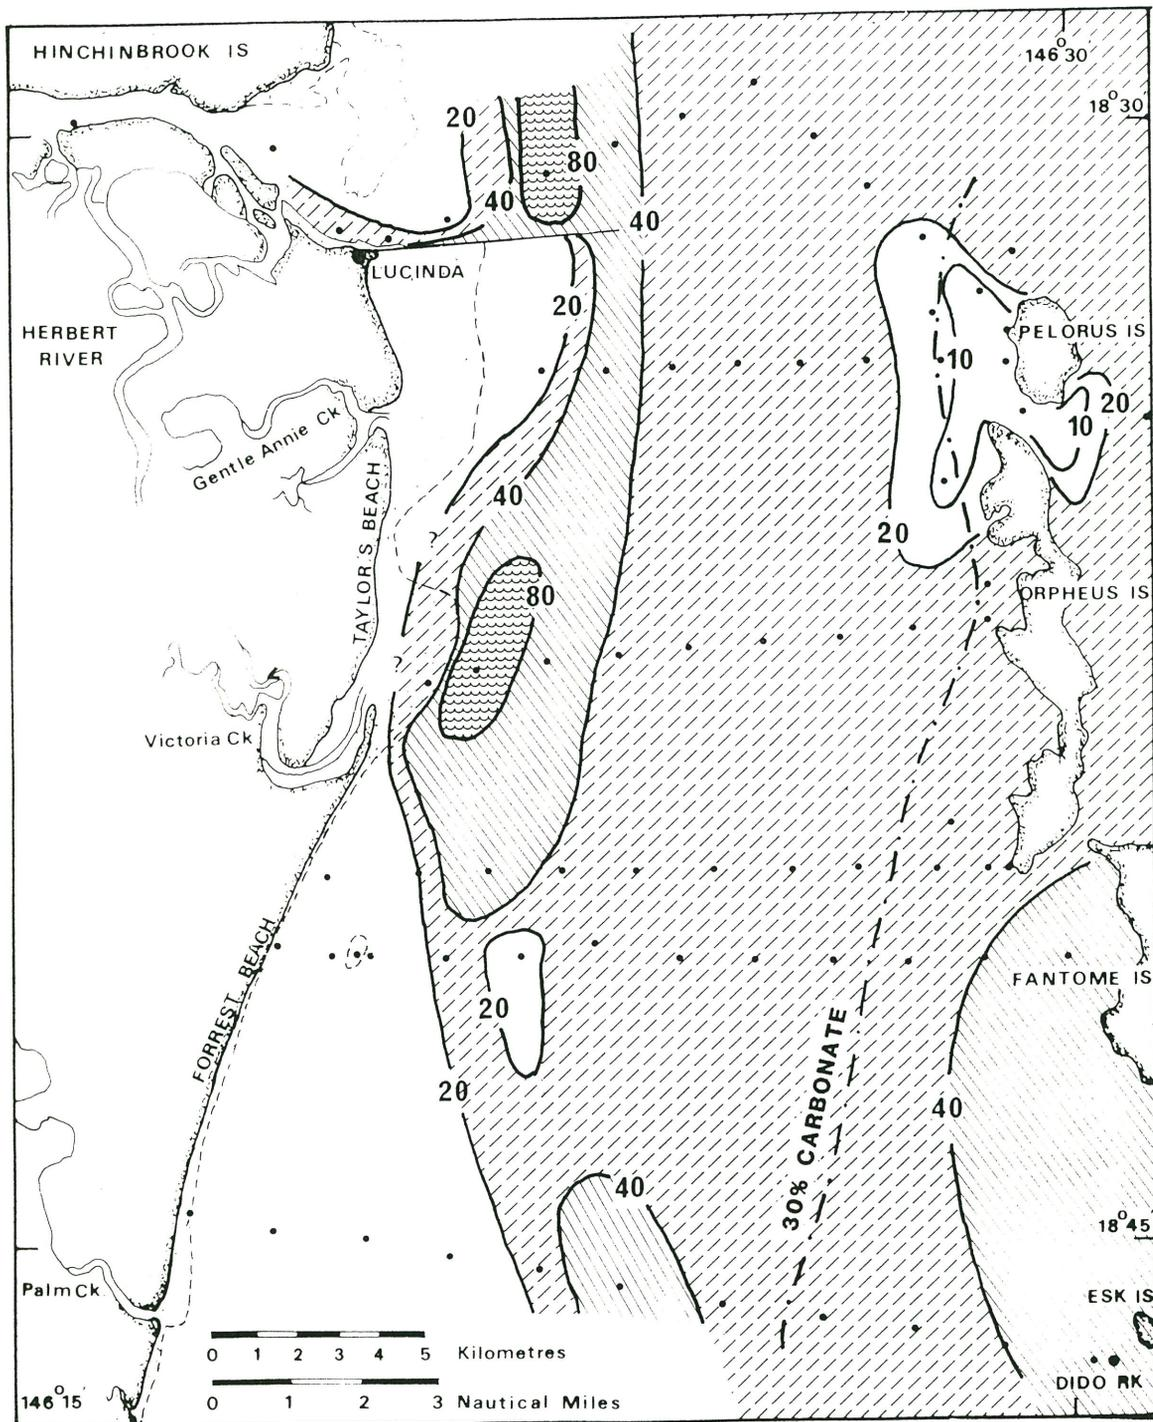 HINCHINBROOK IS
146°30
18°30
20
80
40
40
LUCINDA
20
HERBERT
RIVER
PELORUS IS
10
20
10
Gentle Annie Ck
40
TAYLOR'S BEACH
20
?
80
ORPHEUS IS
?
Victoria Ck
FORREST BEACH
FANTOME IS
20
30% CARBONATE
20
40
40
18°45
Palm Ck
ESK IS
0 1 2 3 4 5 Kilometres
DIDO RK
146°15
0 1 2 3 Nautical Miles